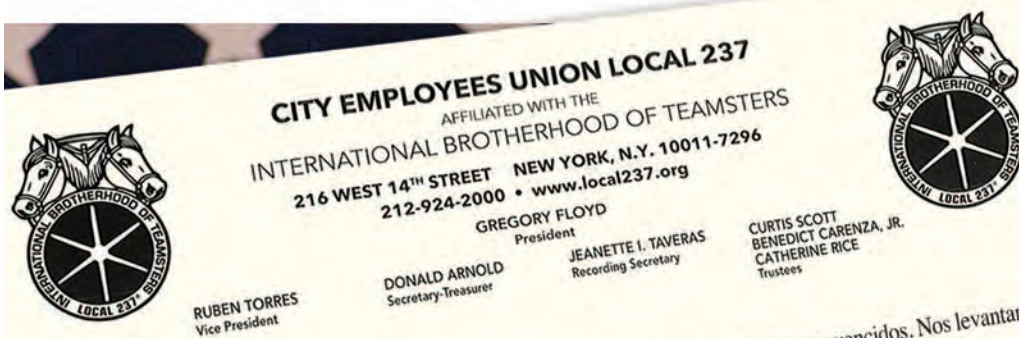 CITY EMPLOYEES UNION LOCAL 237
AFFILIATED WITH THE
INTERNATIONAL BROTHERHOOD OF TEAMSTERS
216 WEST 14TH STREET NEW YORK, N.Y. 10011-7296
212-924-2000 • www.local237.org
GREGORY FLOYD
President
RUBEN TORRES
Vice President
DONALD ARNOLD
Secretary-Treasurer
JEANETTE I. TAVERAS
Recording Secretary
CURTIS SCOTT
BENEDICT CARENZA, JR.
CATHERINE RICE
Trustees
INTERNATIONAL BROTHERHOOD OF TEAMSTERS
LOCAL 237
INTERNATIONAL BROTHERHOOD OF TEAMSTERS
LOCAL 237
Nos